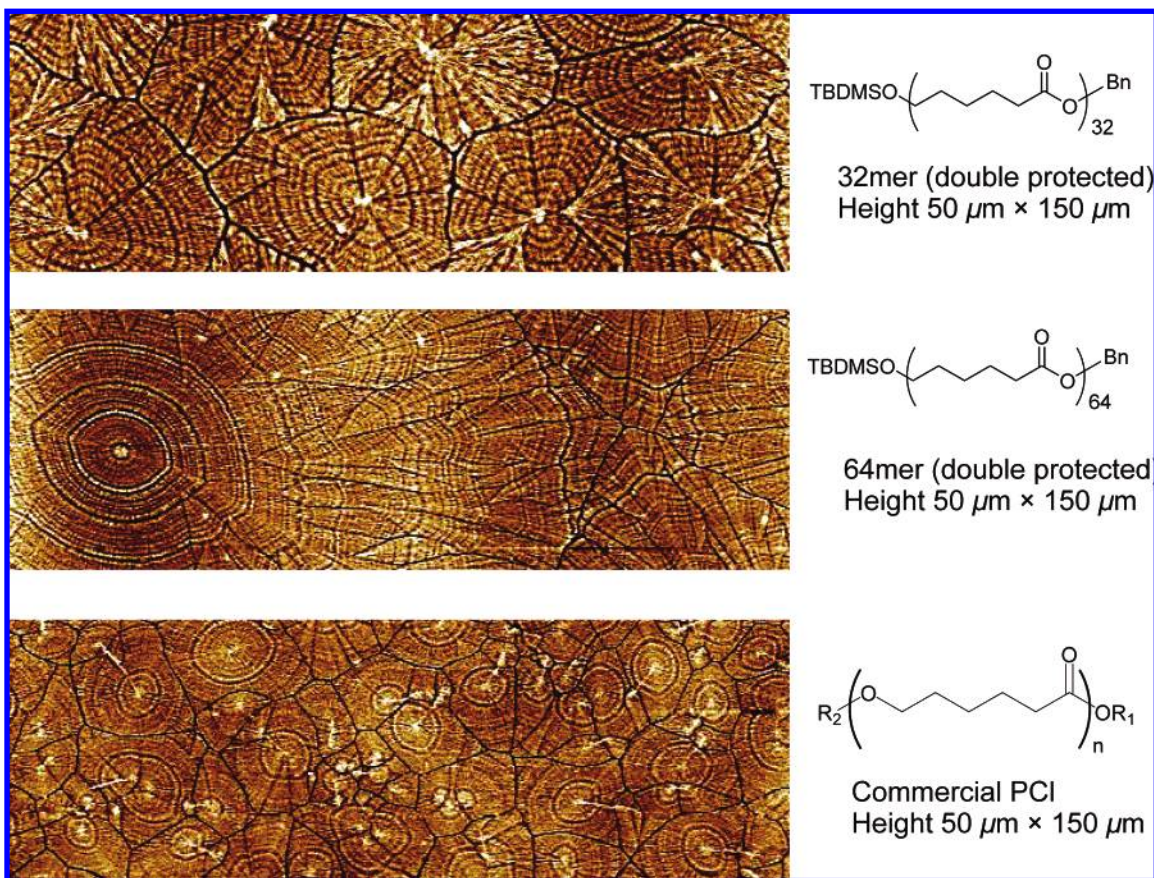 O
TBDMSO
O
Bn
32
32mer (double protected)
Height 50 µm × 150 µm
O
TBDMSO
O
Bn
64
64mer (double protected)
Height 50 µm × 150 µm
O
O
R2
OR1
n
Commercial PCl
Height 50 µm × 150 µm